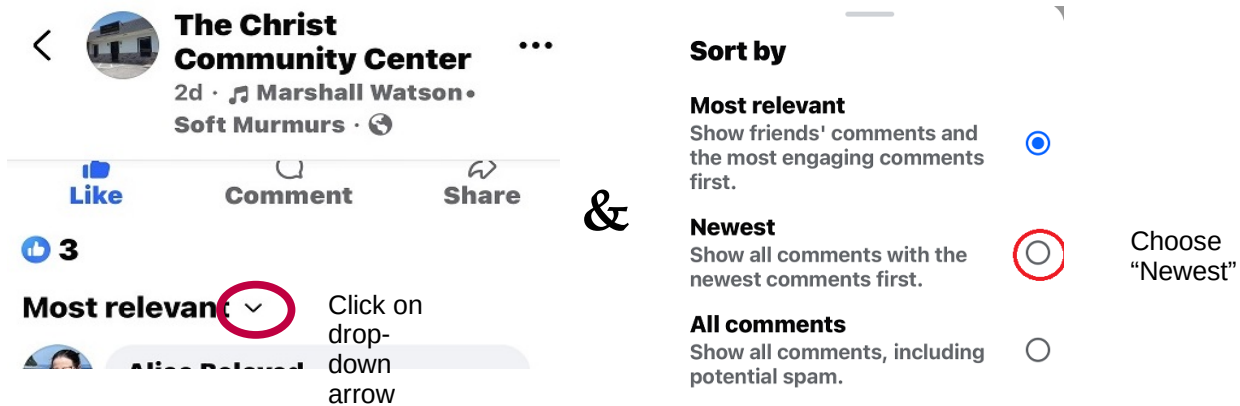 The Christ
Community Center
2d · Marshall Watson•
Soft Murmurs ·
Like
Comment
Share
3
Most relevant
Click on
drop-
down
arrow
&
Sort by
Most relevant
Show friends' comments and
the most engaging comments
first.
Newest
Show all comments with the
newest comments first.
All comments
Show all comments, including
potential spam.
Choose
“Newest”